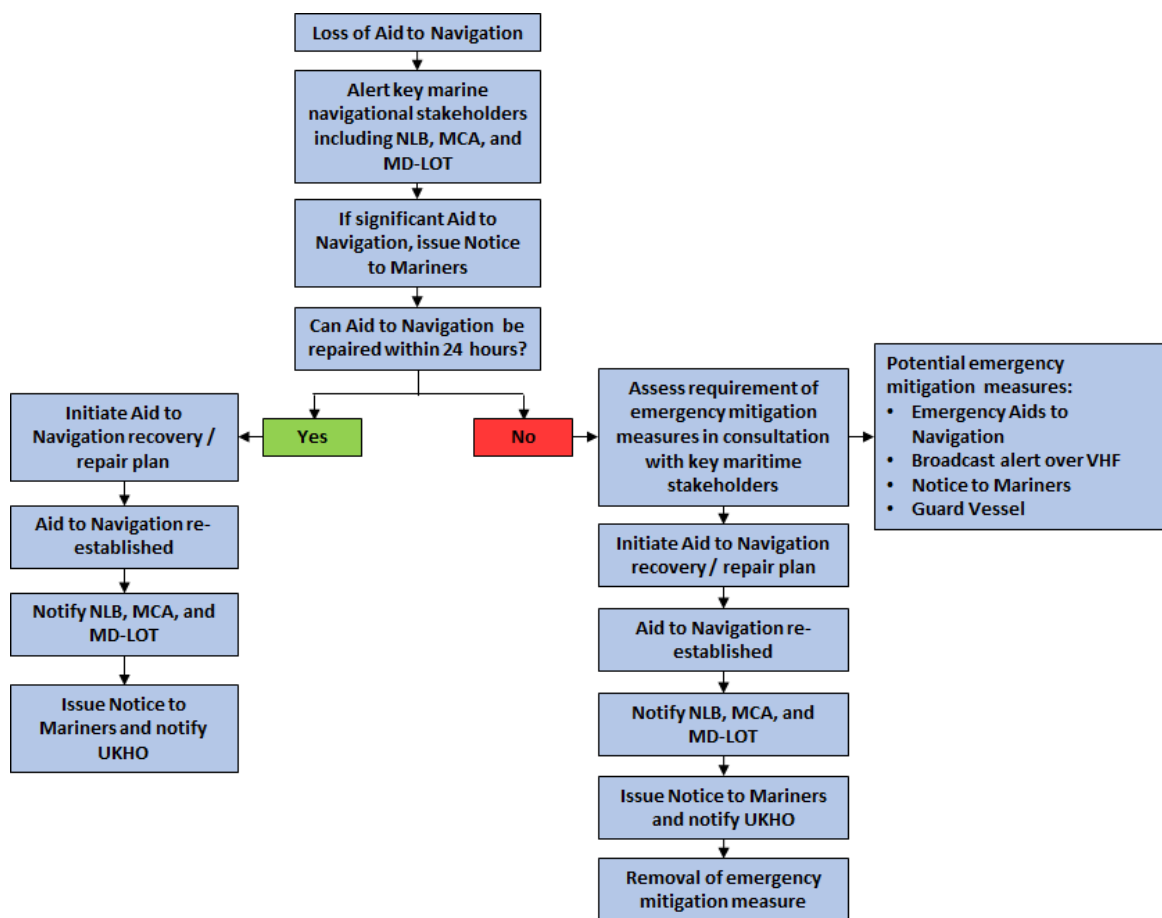 Loss of Aid to Navigation
Alert key marine
navigational stakeholders
including NLB, MCA, and
MD-LOT
If significant Aid to
Navigation, issue Notice
to Mariners
Can Aid to Navigation be
repaired within 24 hours?
Yes
No
Initiate Aid to
Navigation recovery /
repair plan
Aid to Navigation re-
established
Notify NLB, MCA, and
MD-LOT
Issue Notice to
Mariners and notify
UKHO
Assess requirement of
emergency mitigation
measures in consultation
with key maritime
stakeholders
Potential emergency
mitigation measures:
• Emergency Aids to
Navigation
• Broadcast alert over VHF
• Notice to Mariners
• Guard Vessel
Initiate Aid to Navigation
recovery / repair plan
Aid to Navigation re-
established
Notify NLB, MCA, and
MD-LOT
Issue Notice to Mariners
and notify UKHO
Removal of emergency
mitigation measure